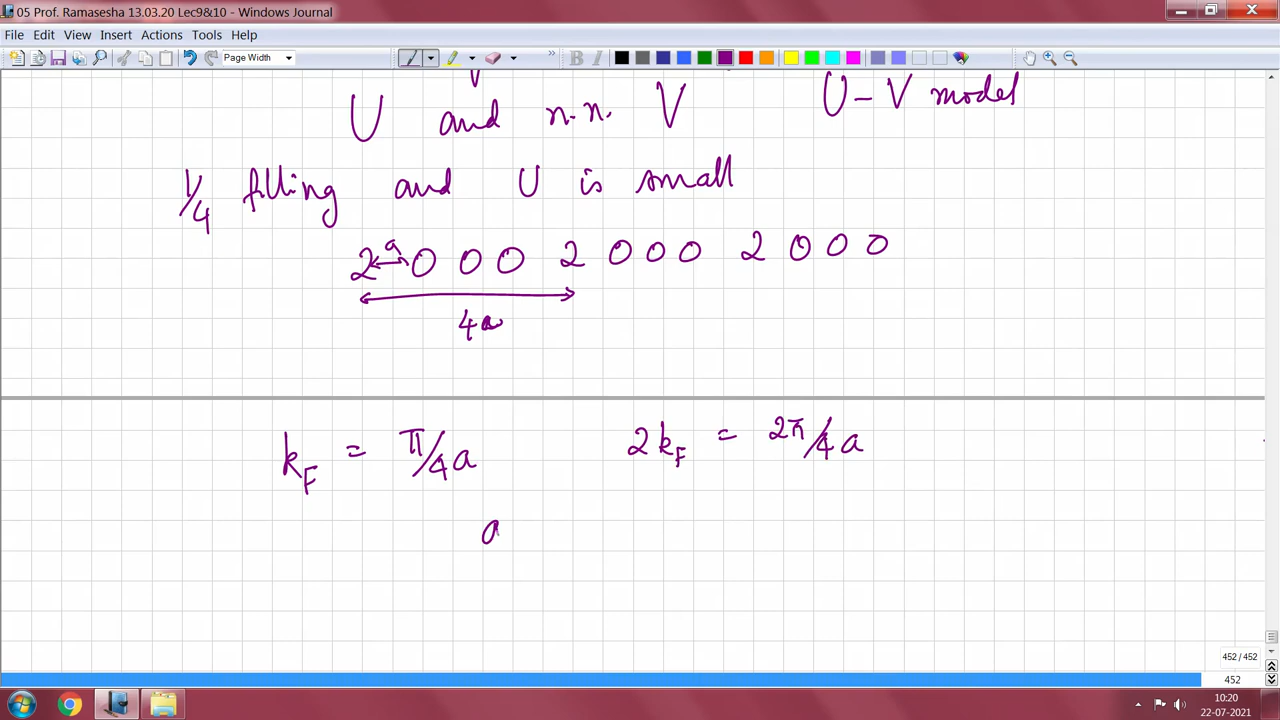 05 Prof. Ramasesha 13.03.20 Lec9&10 - Windows Journal
File Edit View Insert Actions Tools Help
Page Width
U and n.n. V U-V model
1/4 filling and U is small
2 0 0 0 2 0 0 0 2 0 0 0
a
4a
k_F = π/4a 2k_F = 2π/4a
a
452 / 452
452
10:20
22-07-2021